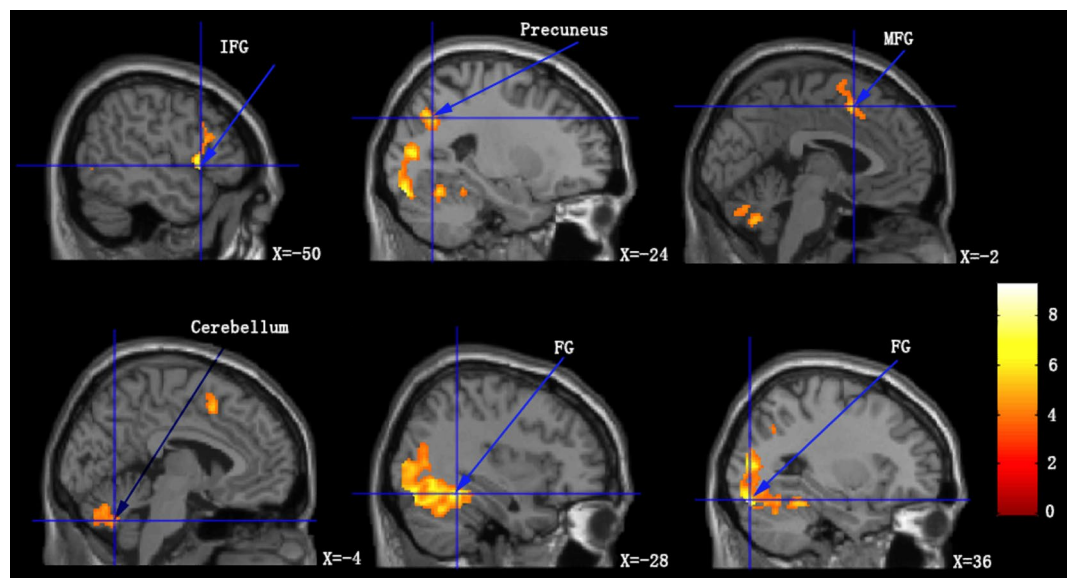 IFG
Precuneus
MFG
X=-50
X=-24
X=-2
Cerebellum
FG
FG
8
6
4
2
0
X=-4
X=-28
X=36